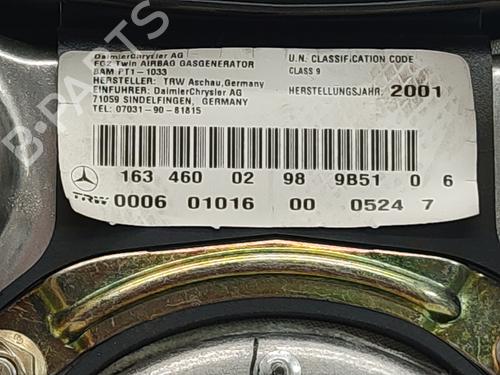 DaimlerChrysler AG
FG2 Twin AIRBAG GASGENERATOR
BAM PT1-1033
HERSTELLER: TRW Aschau,Germany
EINFUHRER: DaimlerChrysler AG
71059 SINDELFINGEN, GERMANY
TEL: 07031-90-81815
U.N. CLASSIFICATION CODE
CLASS 9
HERSTELLUNGSJAHR: 2001
163 460 02 98 9B51 0 6
TRW 0006 01016 00 0524 7